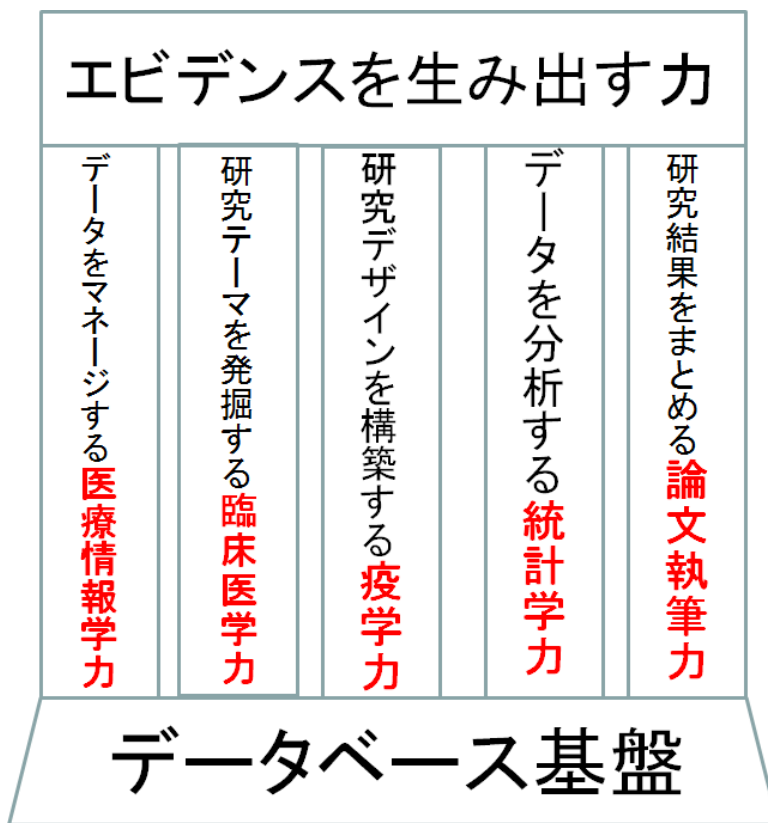 エビデンスを生み出す力
データをマネージする医療情報学力
研究テーマを発掘する臨床医学力
研究デザインを構築する疫学力
データを分析する統計学力
研究結果をまとめる論文執筆力
データベース基盤